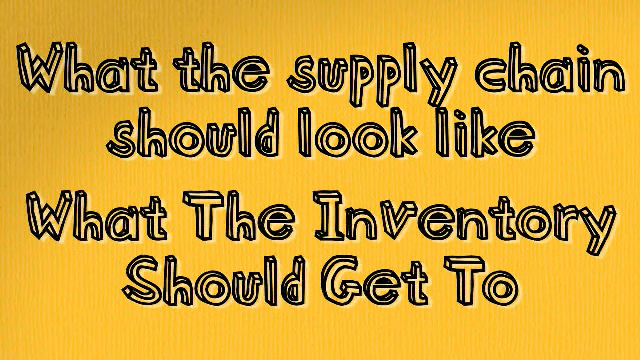 What the supply chain
should look like
What The Inventory
Should Get To